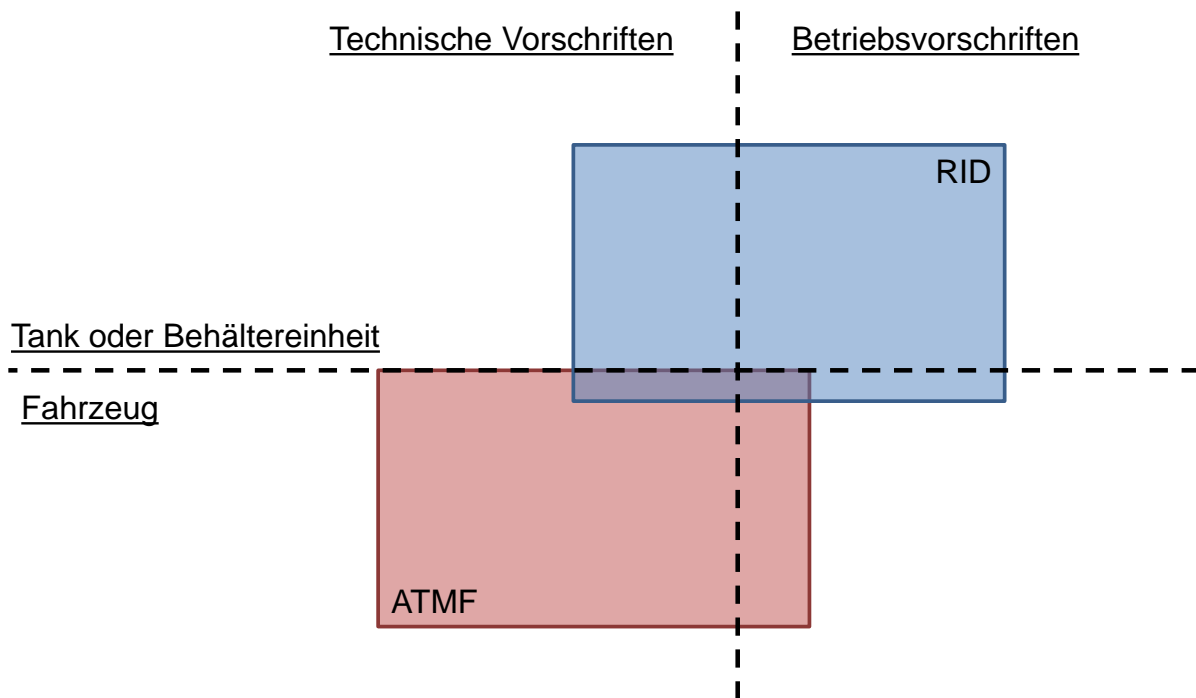 Technische Vorschriften
Betriebsvorschriften
RID
Tank oder Behältereinheit
Fahrzeug
ATMF